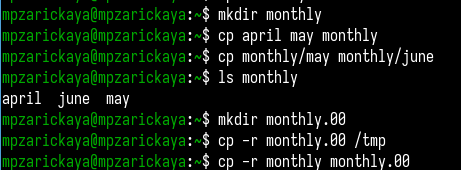 mpzarickaya@mpzarickaya:~$ mkdir monthly
mpzarickaya@mpzarickaya:~$ cp april may monthly
mpzarickaya@mpzarickaya:~$ cp monthly/may monthly/june
mpzarickaya@mpzarickaya:~$ ls monthly
april  june  may
mpzarickaya@mpzarickaya:~$ mkdir monthly.00
mpzarickaya@mpzarickaya:~$ cp -r monthly.00 /tmp
mpzarickaya@mpzarickaya:~$ cp -r monthly monthly.00